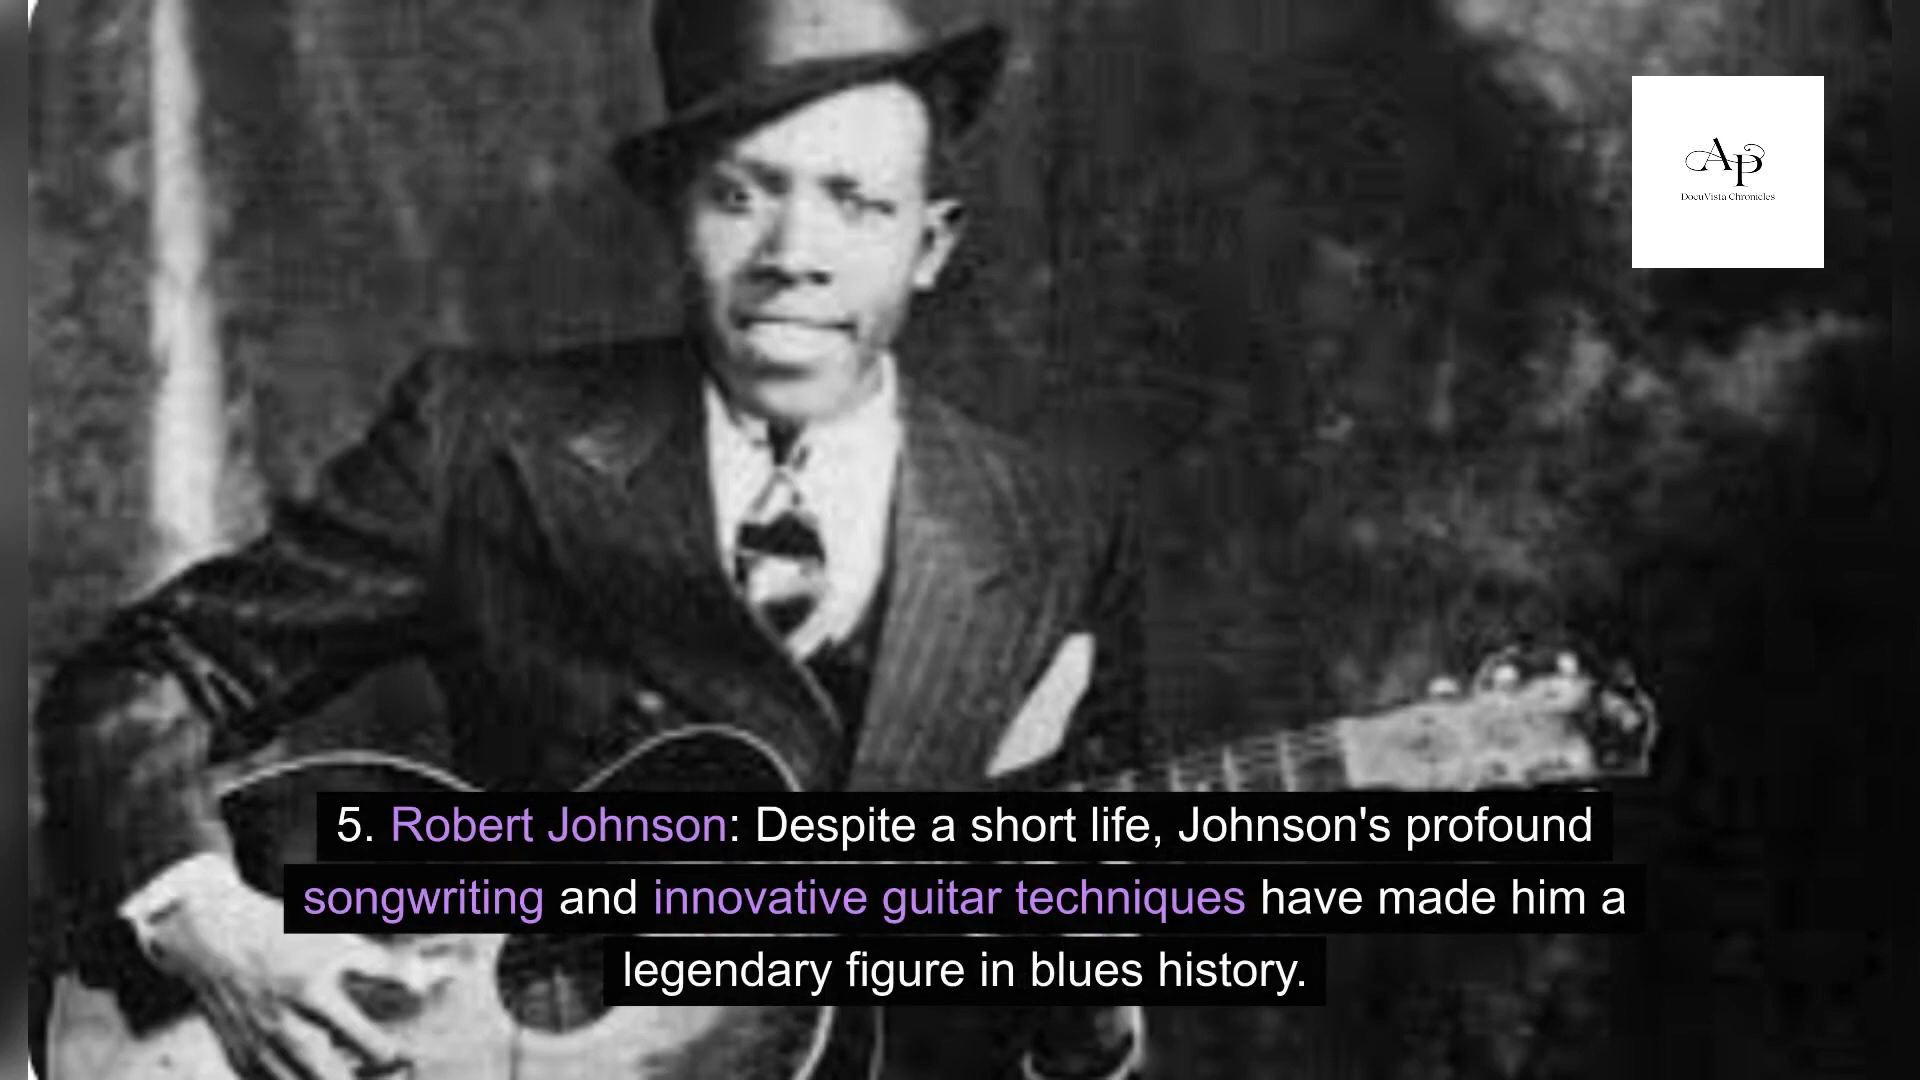 AP
DocuVista Chronicles
5. Robert Johnson: Despite a short life, Johnson's profound
songwriting and innovative guitar techniques have made him a
legendary figure in blues history.